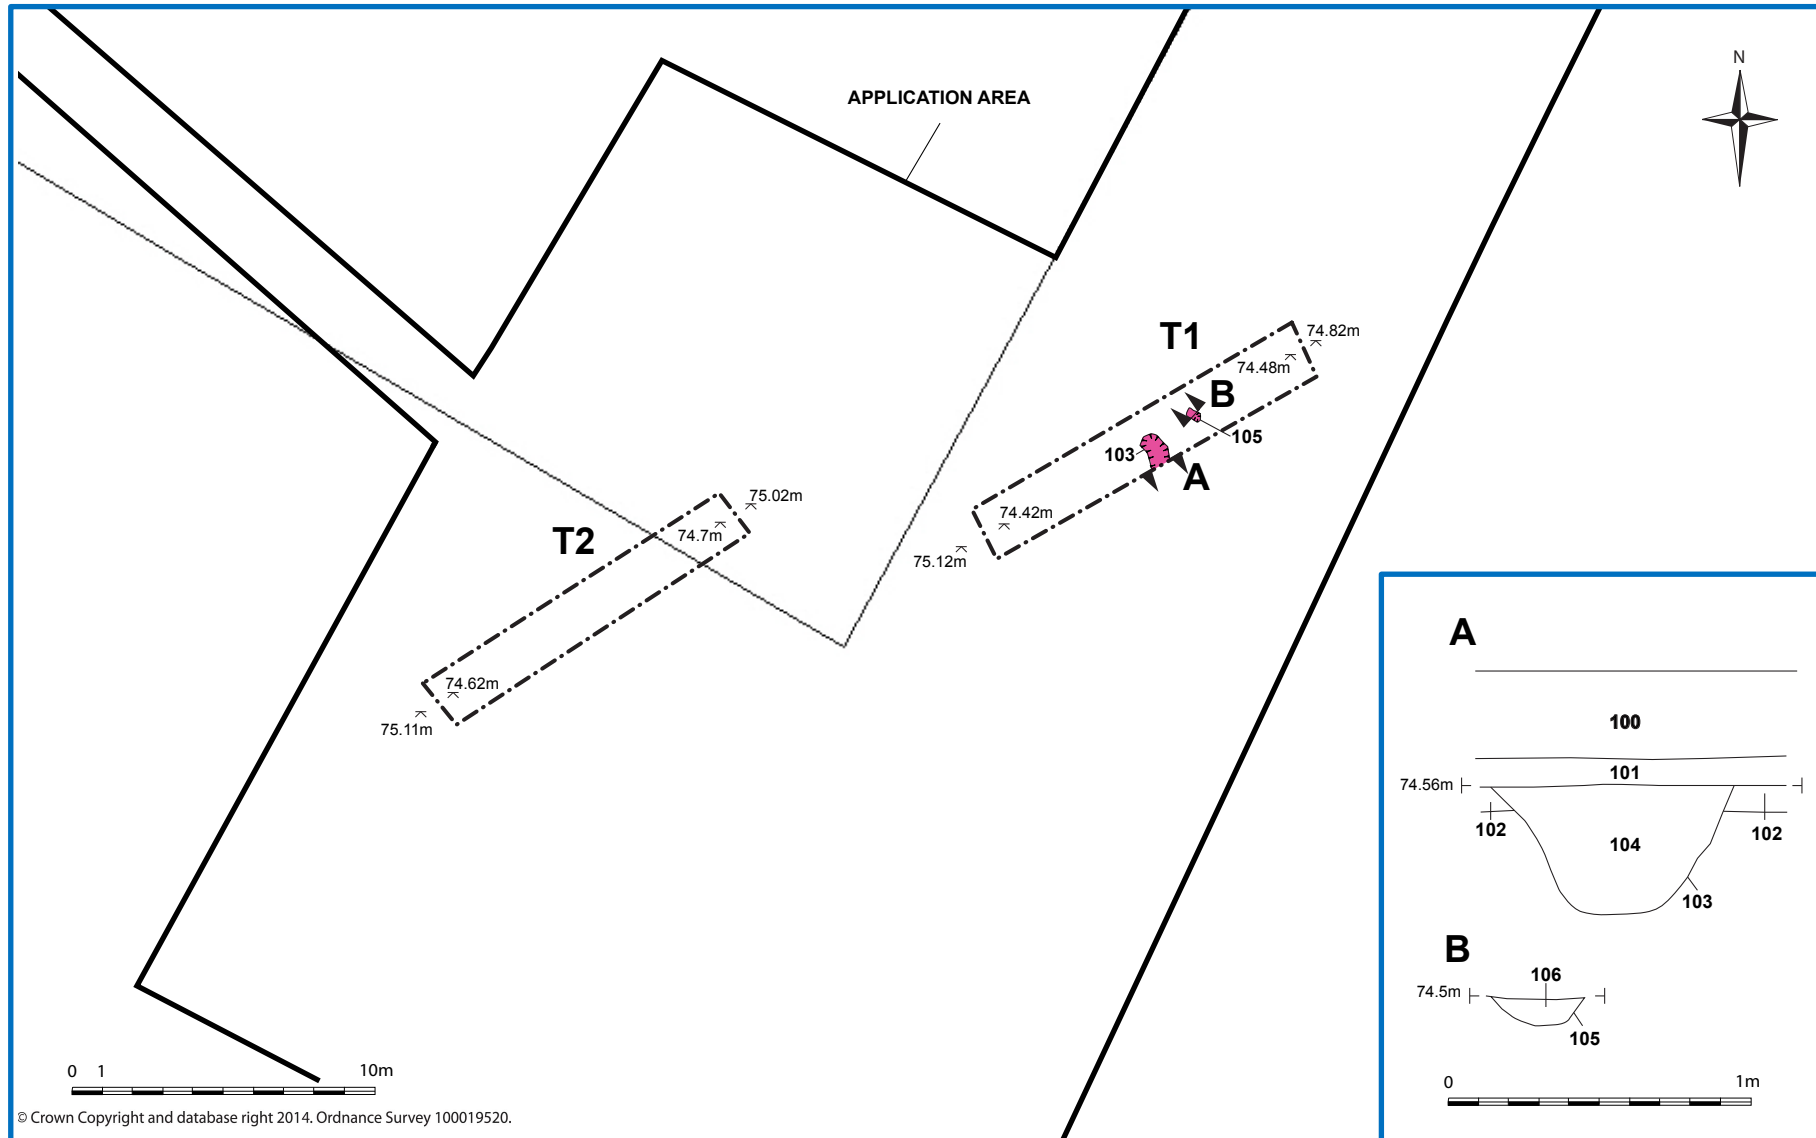 N
APPLICATION AREA
T1
74.82m
74.48m
B
105
103
A
74.42m
75.12m
T2
75.02m
74.7m
74.62m
75.11m
A
100
101
74.56m
102
102
104
103
B
106
74.5m
105
0 1 10m
0 1m
© Crown Copyright and database right 2014. Ordnance Survey 100019520.